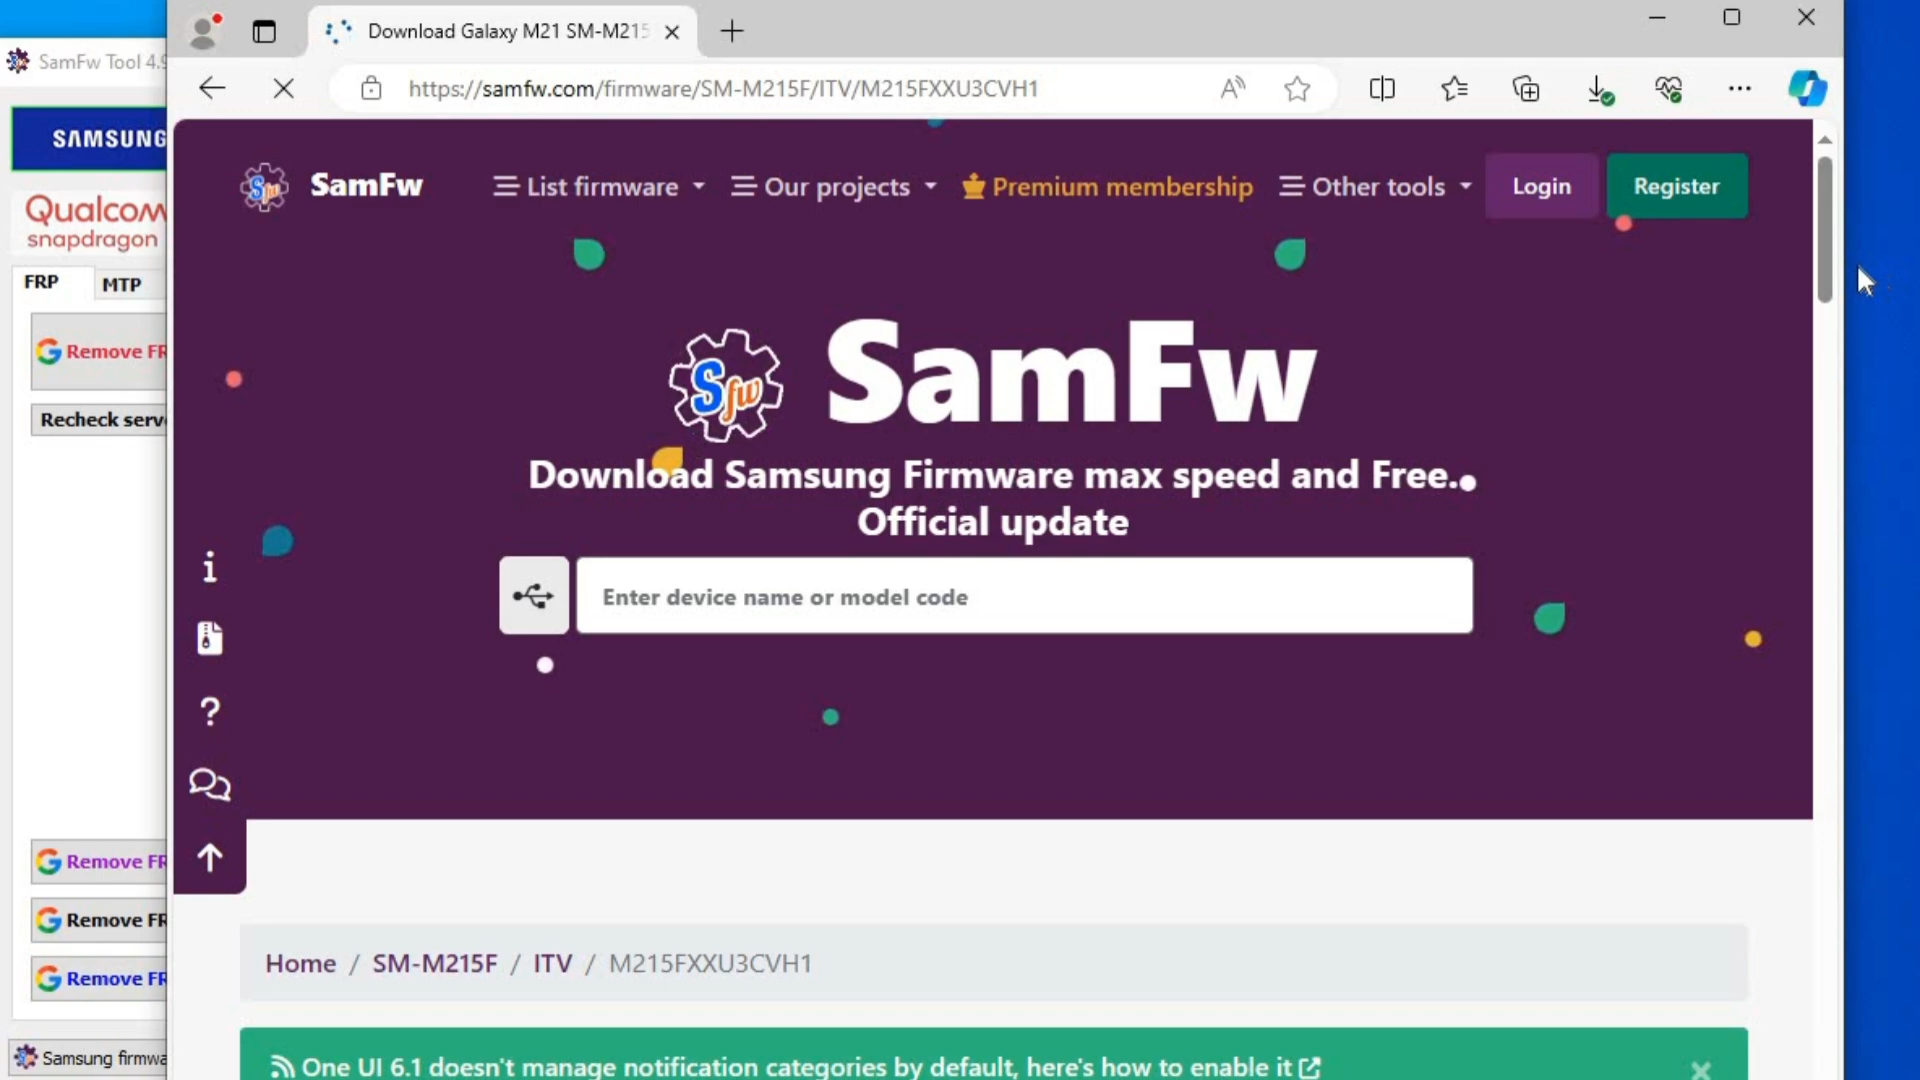 Download Galaxy M21 SM-M215
SamFw Tool 4.9
https://samfw.com/firmware/SM-M215F/ITV/M215FXXU3CVH1
SAMSUNG
Qualcom
snapdragon
FRP
MTP
Remove FR
Recheck serv
Remove FR
Remove FR
Remove FR
Samsung firmwa
Sfw
SamFw
List firmware
Our projects
Premium membership
Other tools
Login
Register
Sfw
SamFw
Download Samsung Firmware max speed and Free.
Official update
Enter device name or model code
Home / SM-M215F / ITV / M215FXXU3CVH1
One UI 6.1 doesn't manage notification categories by default, here's how to enable it